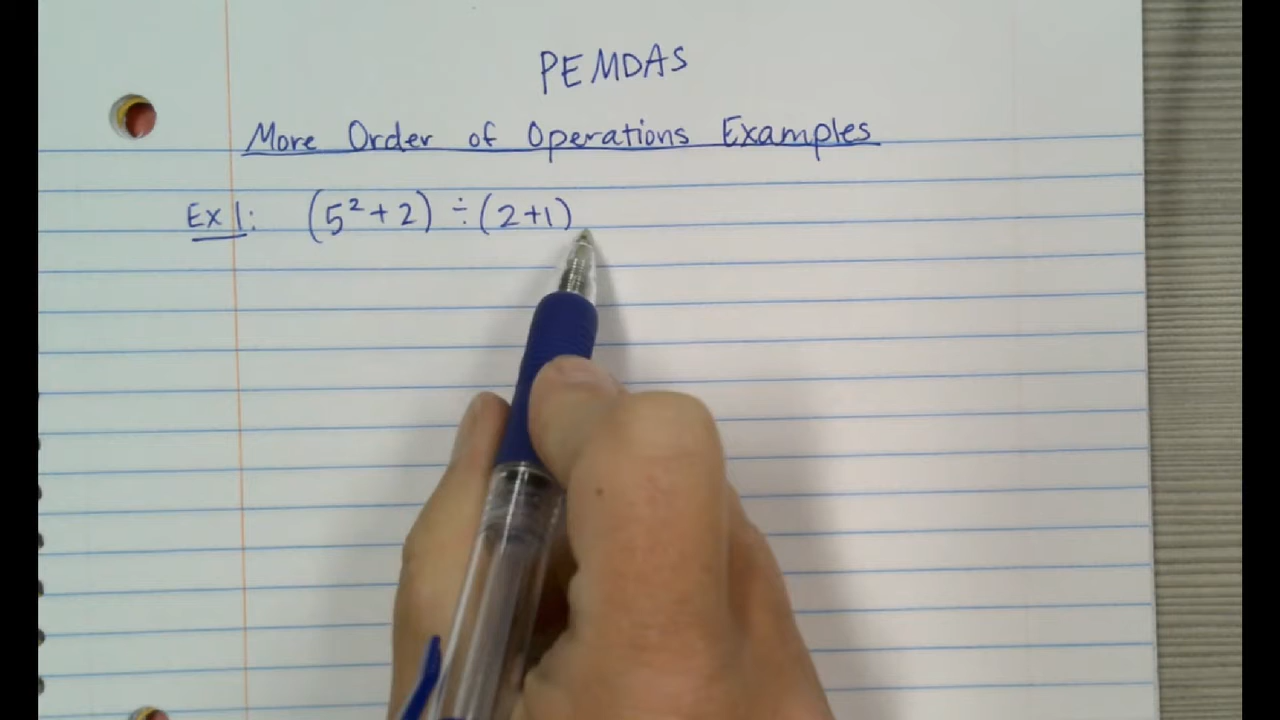 PEMDAS
More Order of Operations Examples
Ex 1: (5² + 2) ÷ (2+1)